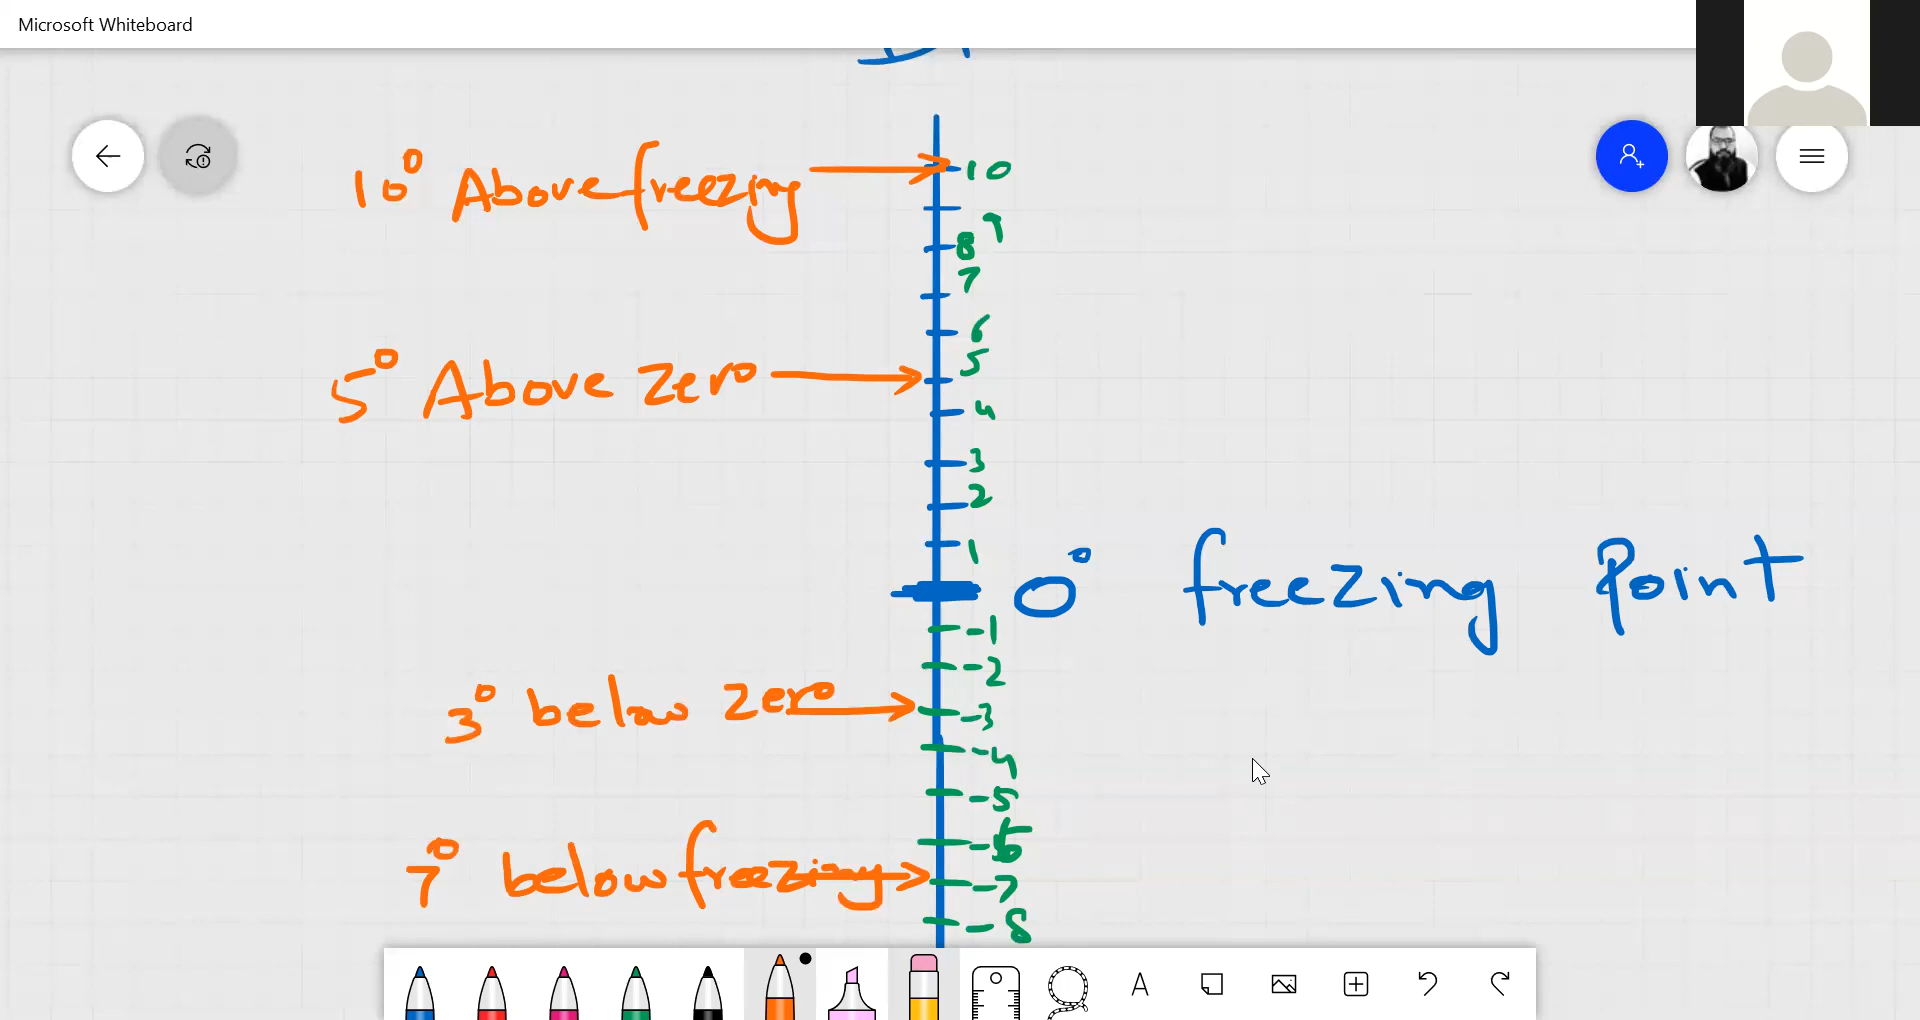 Microsoft Whiteboard
10° Above freezing
10
9
8
7
6
5
5° Above Zero
4
3
2
1
0° freezing Point
-1
-2
3° below zero
-3
-4
-5
-6
7° below freezing
-7
-8
A